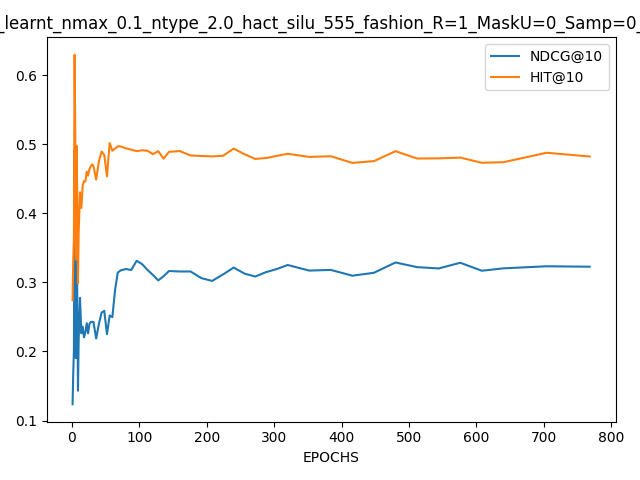 _learnt_nmax_0.1_ntype_2.0_hact_silu_555_fashion_R=1_MaskU=0_Samp=0_
NDCG@10
HIT@10
0.6
0.5
0.4
0.3
0.2
0.1
0 100 200 300 400 500 600 700 800
EPOCHS